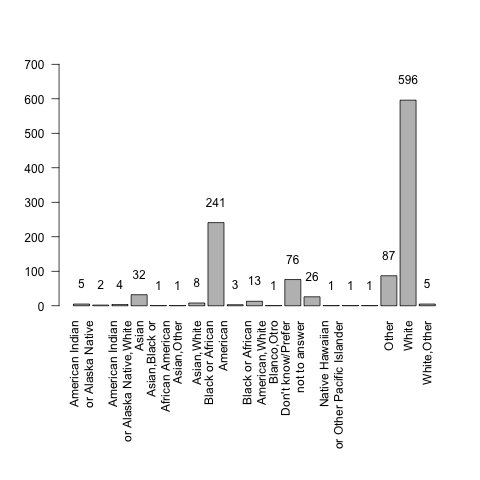 700
600
500
400
300
200
100
0
5
2
4
32
1
1
8
241
3
13
1
76
26
1
1
1
87
596
5
American Indian
or Alaska Native
American Indian
or Alaska Native,White
Asian
Asian,Black or
African American
Asian,Other
Asian,White
Black or African
American
Black or African
American,White
Blanco,Otro
Don't know/Prefer
not to answer
Native Hawaiian
or Other Pacific Islander
Other
White
White,Other